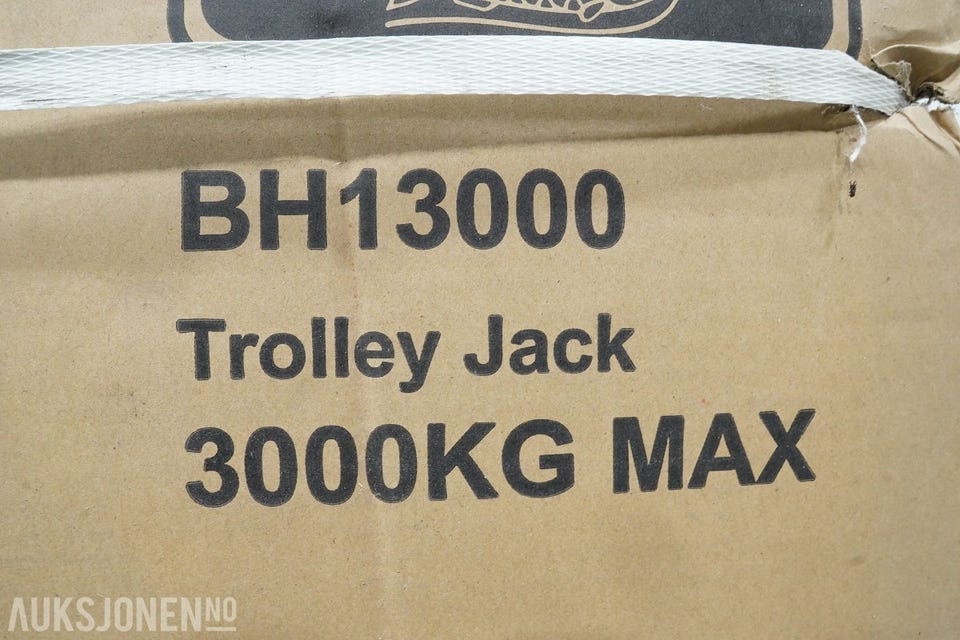 BH13000
Trolley Jack
3000KG MAX
AUKSJONEN.NO